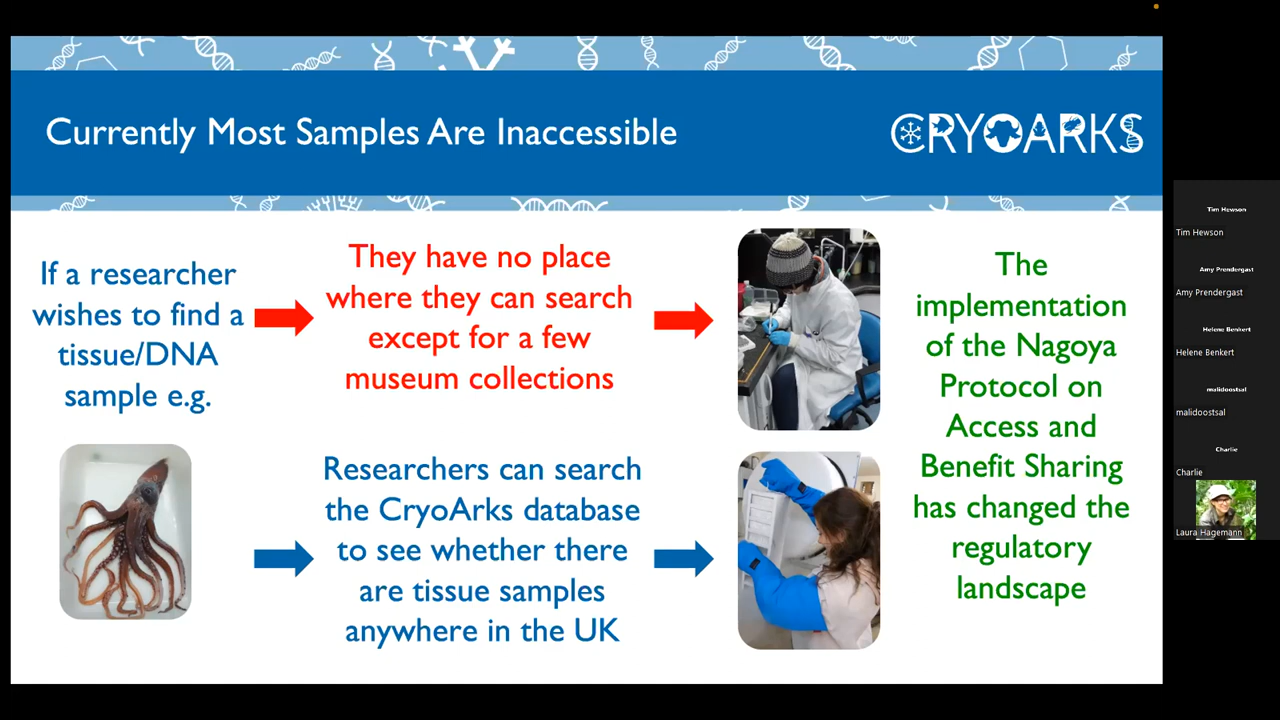 Currently Most Samples Are Inaccessible
CRYOARKS
If a researcher
wishes to find a
tissue/DNA
sample e.g.
They have no place
where they can search
except for a few
museum collections
Researchers can search
the CryoArks database
to see whether there
are tissue samples
anywhere in the UK
The
implementation
of the Nagoya
Protocol on
Access and
Benefit Sharing
has changed the
regulatory
landscape
Tim Hewson
Tim Hewson
Amy Prendergast
Amy Prendergast
Helene Benkert
Helene Benkert
malidoostsal
malidoostsal
Charlie
Charlie
Laura Hagemann